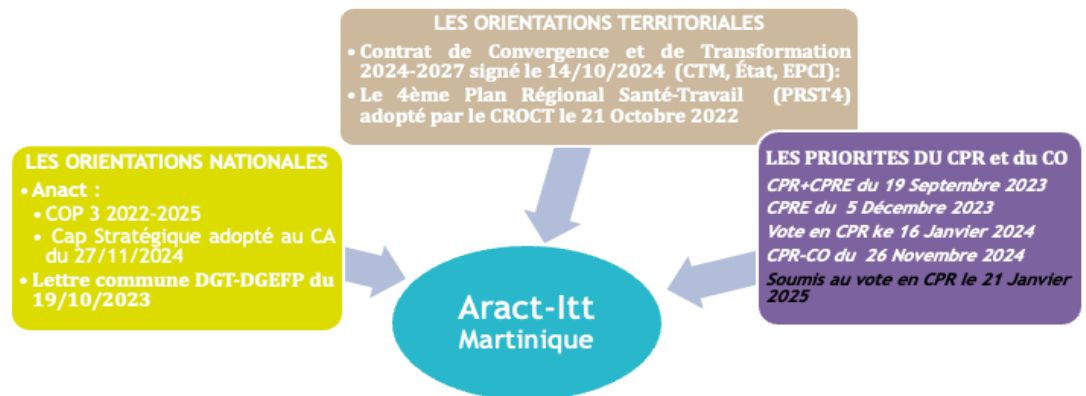 LES ORIENTATIONS TERRITORIALES
• Contrat de Convergence et de Transformation
2024-2027 signé le 14/10/2024 (CTM, État, EPCI):
• Le 4ème Plan Régional Santé-Travail (PRST4)
adopté par le CROCT le 21 Octobre 2022
LES ORIENTATIONS NATIONALES
• Anact :
• COP 3 2022-2025
• Cap Stratégique adopté au CA
du 27/11/2024
• Lettre commune DGT-DGEFP du
19/10/2023
LES PRIORITES DU CPR et du CO
CPR+CPRE du 19 Septembre 2023
CPRE du 5 Décembre 2023
Vote en CPR ke 16 Janvier 2024
CPR-CO du 26 Novembre 2024
Soumis au vote en CPR le 21 Janvier
2025
Aract-Itt
Martinique